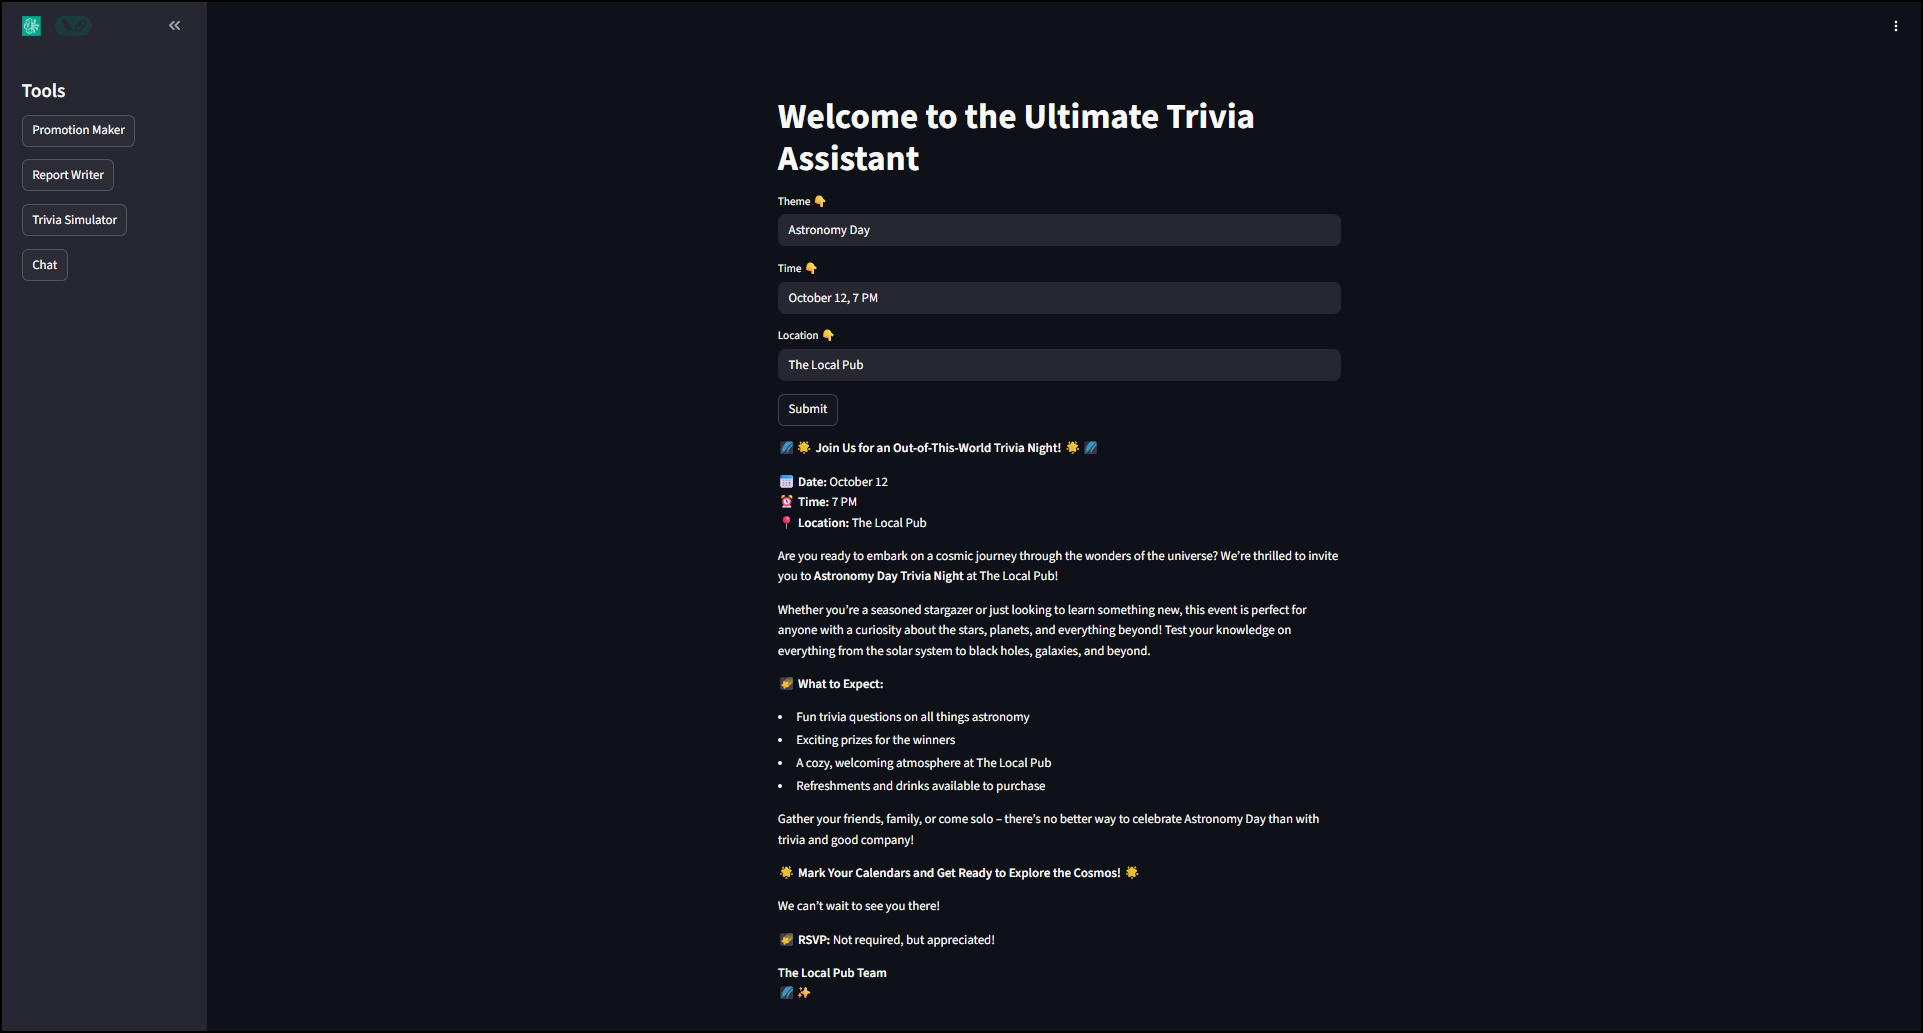 Tools
Promotion Maker
Report Writer
Trivia Simulator
Chat
Welcome to the Ultimate Trivia
Assistant
Theme 👇
Astronomy Day
Time 👇
October 12, 7 PM
Location 👇
The Local Pub
Submit
🌌 🌟 Join Us for an Out-of-This-World Trivia Night! 🌟 🌌
📅 Date: October 12
⏰ Time: 7 PM
📍 Location: The Local Pub
Are you ready to embark on a cosmic journey through the wonders of the universe? We’re thrilled to invite
you to Astronomy Day Trivia Night at The Local Pub!
Whether you’re a seasoned stargazer or just looking to learn something new, this event is perfect for
anyone with a curiosity about the stars, planets, and everything beyond! Test your knowledge on
everything from the solar system to black holes, galaxies, and beyond.
🌠 What to Expect:
• Fun trivia questions on all things astronomy
• Exciting prizes for the winners
• A cozy, welcoming atmosphere at The Local Pub
• Refreshments and drinks available to purchase
Gather your friends, family, or come solo – there’s no better way to celebrate Astronomy Day than with
trivia and good company!
🌟 Mark Your Calendars and Get Ready to Explore the Cosmos! 🌟
We can’t wait to see you there!
🌠 RSVP: Not required, but appreciated!
The Local Pub Team
🌌 ✨